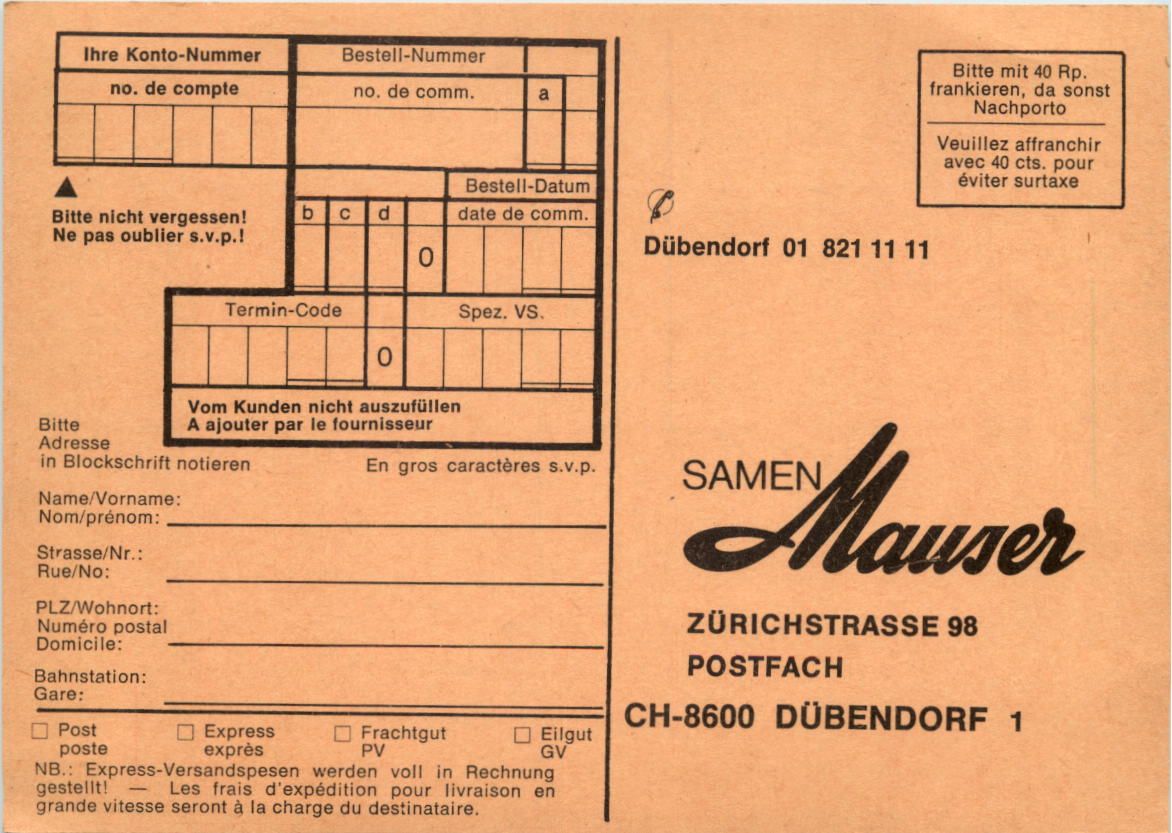 Ihre Konto-Nummer
no. de compte
Bestell-Nummer
no. de comm.
a
▲
Bitte nicht vergessen!
Ne pas oublier s.v.p.!
Bestell-Datum
b c d date de comm.
0
Termin-Code
Spez. VS.
0
Vom Kunden nicht auszufüllen
A ajouter par le fournisseur
Bitte
Adresse
in Blockschrift notieren
En gros caractères s.v.p.
Name/Vorname:
Nom/prénom:
Strasse/Nr.:
Rue/No:
PLZ/Wohnort:
Numéro postal
Domicile:
Bahnstation:
Gare:
□ Post
poste
□ Express
exprès
□ Frachtgut
PV
□ Eilgut
GV
NB.: Express-Versandspesen werden voll in Rechnung
gestellt! — Les frais d'expédition pour livraison en
grande vitesse seront à la charge du destinataire.
Bitte mit 40 Rp.
frankieren, da sonst
Nachporto
Veuillez affranchir
avec 40 cts. pour
éviter surtaxe
Dübendorf 01 821 11 11
SAMEN
Mauser
ZÜRICHSTRASSE 98
POSTFACH
CH-8600 DÜBENDORF 1